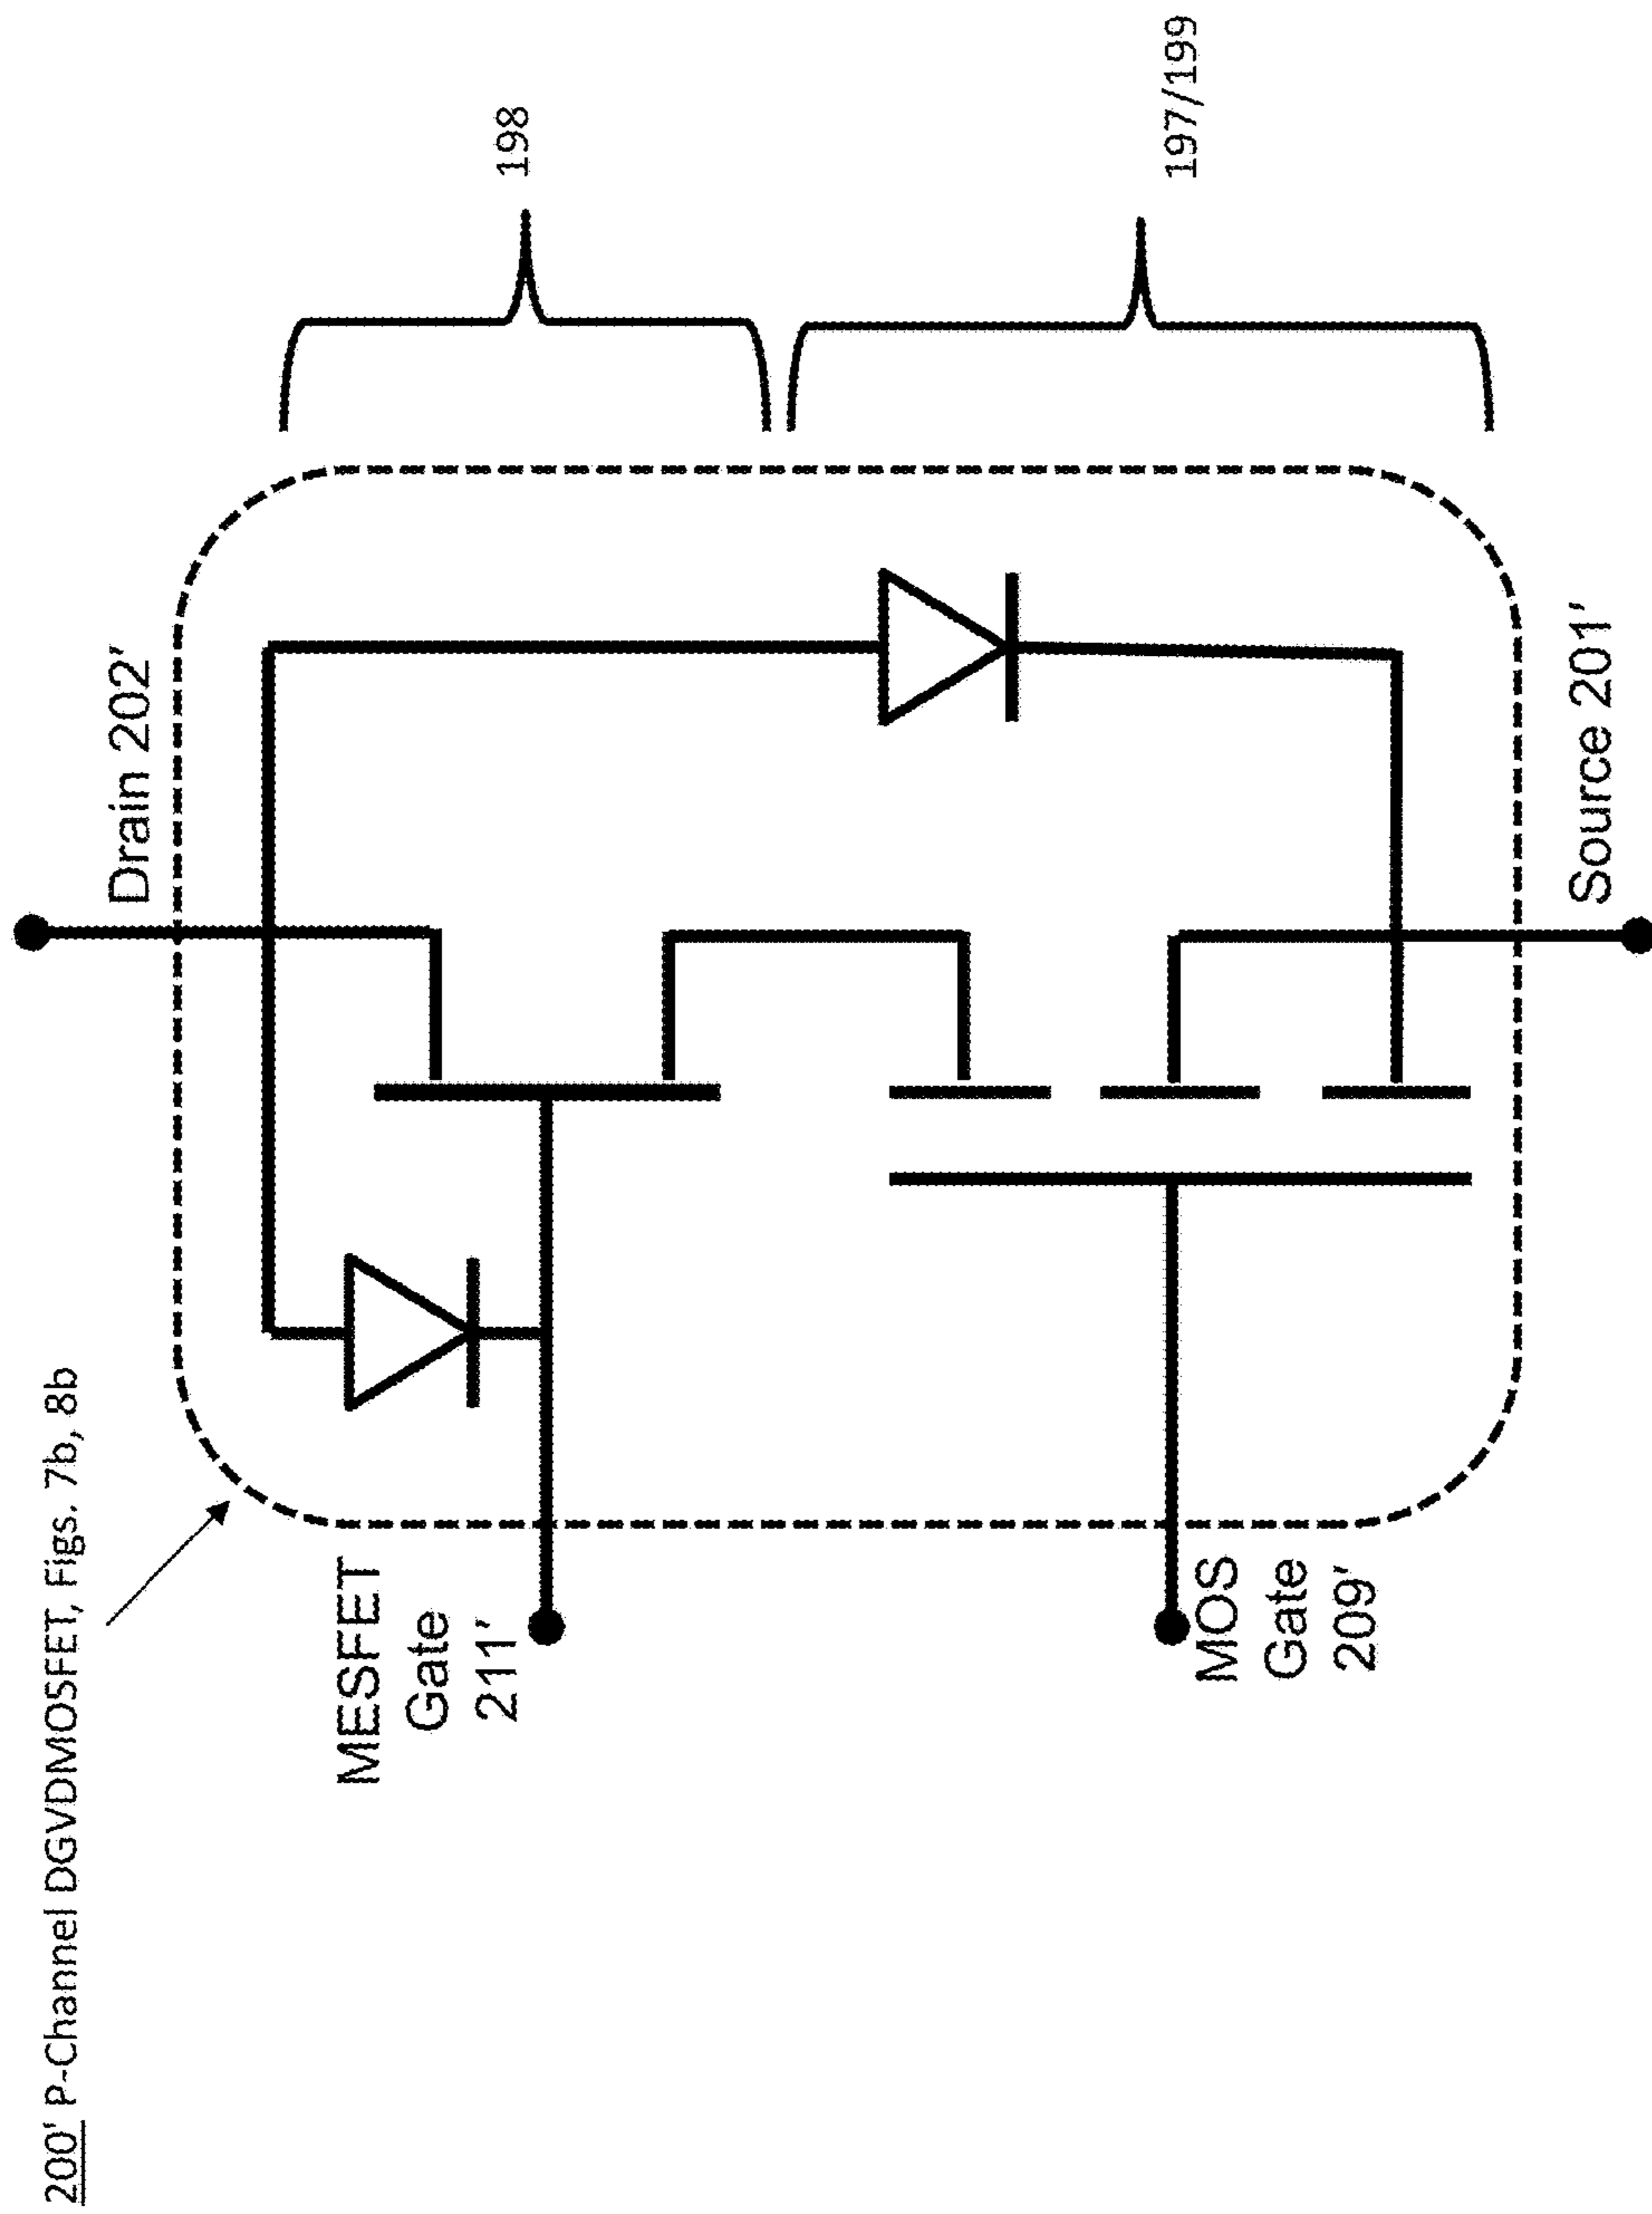 200' P-Channel DGVDMOSFET, Figs. 7b, 8b
Drain 202'
198
MESFET
Gate
211'
197/199
MOS
Gate
209'
Source 201'